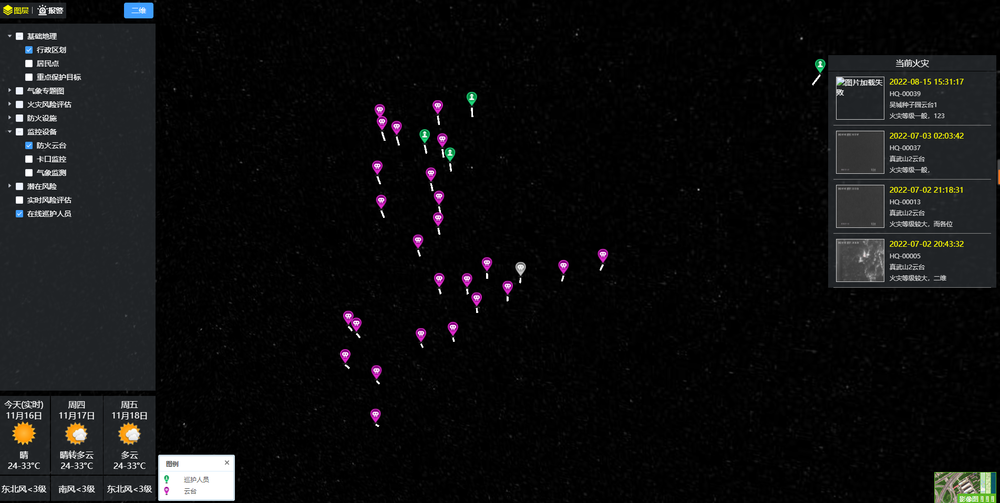 图层
报警
二维
基础地理
行政区划
居民点
重点保护目标
气象专题图
火灾风险评估
防火设施
监控设备
防火云台
卡口监控
气象监测
潜在风险
实时风险评估
在线巡护人员
今天(实时)
11月16日
晴
24-33°C
东北风<3级
周四
11月17日
晴转多云
24-33°C
南风<3级
周五
11月18日
多云
24-33°C
东北风<3级
图例
巡护人员
云台
当前火灾
图片加载失
败
2022-08-15 15:31:17
HQ-00039
吴城种子园云台1
火灾等级一般，123
2022-07-03 02:03:42
HQ-00037
真武山2云台
火灾等级一般，
2022-07-02 21:18:31
HQ-00013
真武山2云台
火灾等级较大，而各位
2022-07-02 20:43:32
HQ-00005
真武山2云台
火灾等级较大，二维
影像图